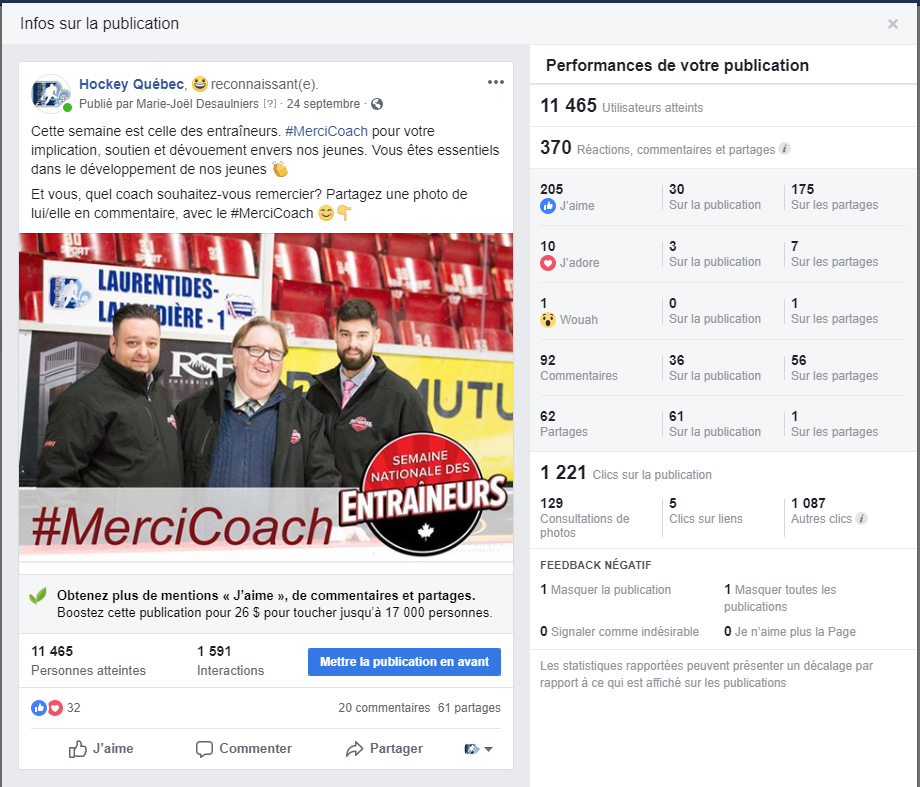 Infos sur la publication
×
Hockey Québec, 😀 reconnaissant(e).
Publié par Marie-Joël Desaulniers [?] · 24 septembre ·
Cette semaine est celle des entraîneurs. #MerciCoach pour votre
implication, soutien et dévouement envers nos jeunes. Vous êtes essentiels
dans le développement de nos jeunes 👏
Et vous, quel coach souhaitez-vous remercier? Partagez une photo de
lui/elle en commentaire, avec le #MerciCoach 😊👇
LAURENTIDES-
LANAUDIÈRE - 1
RSF
MUTU
SEMAINE
NATIONALE DES
ENTRAÎNEURS
#MerciCoach
Obtenez plus de mentions « J’aime », de commentaires et partages.
Boostez cette publication pour 26 $ pour toucher jusqu’à 17 000 personnes.
11 465
Personnes atteintes
1 591
Interactions
Mettre la publication en avant
32
20 commentaires 61 partages
J’aime
Commenter
Partager
Performances de votre publication
11 465 Utilisateurs atteints
370 Réactions, commentaires et partages
205
J’aime
30
Sur la publication
175
Sur les partages
10
J’adore
3
Sur la publication
7
Sur les partages
1
Wouah
0
Sur la publication
1
Sur les partages
92
Commentaires
36
Sur la publication
56
Sur les partages
62
Partages
61
Sur la publication
1
Sur les partages
1 221 Clics sur la publication
129
Consultations de
photos
5
Clics sur liens
1 087
Autres clics
FEEDBACK NÉGATIF
1 Masquer la publication
1 Masquer toutes les
publications
0 Signaler comme indésirable
0 Je n’aime plus la Page
Les statistiques rapportées peuvent présenter un décalage par
rapport à ce qui est affiché sur les publications